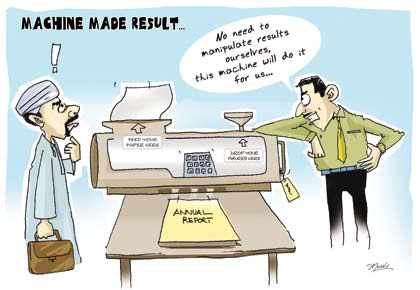 MACHINE MADE RESULT...
No need to
manipulate results
ourselves,
this machine will do it
for us...
!
FEED YOUR
PAPER HERE
DROP YOUR
FIGURES HERE
ANNUAL
REPORT